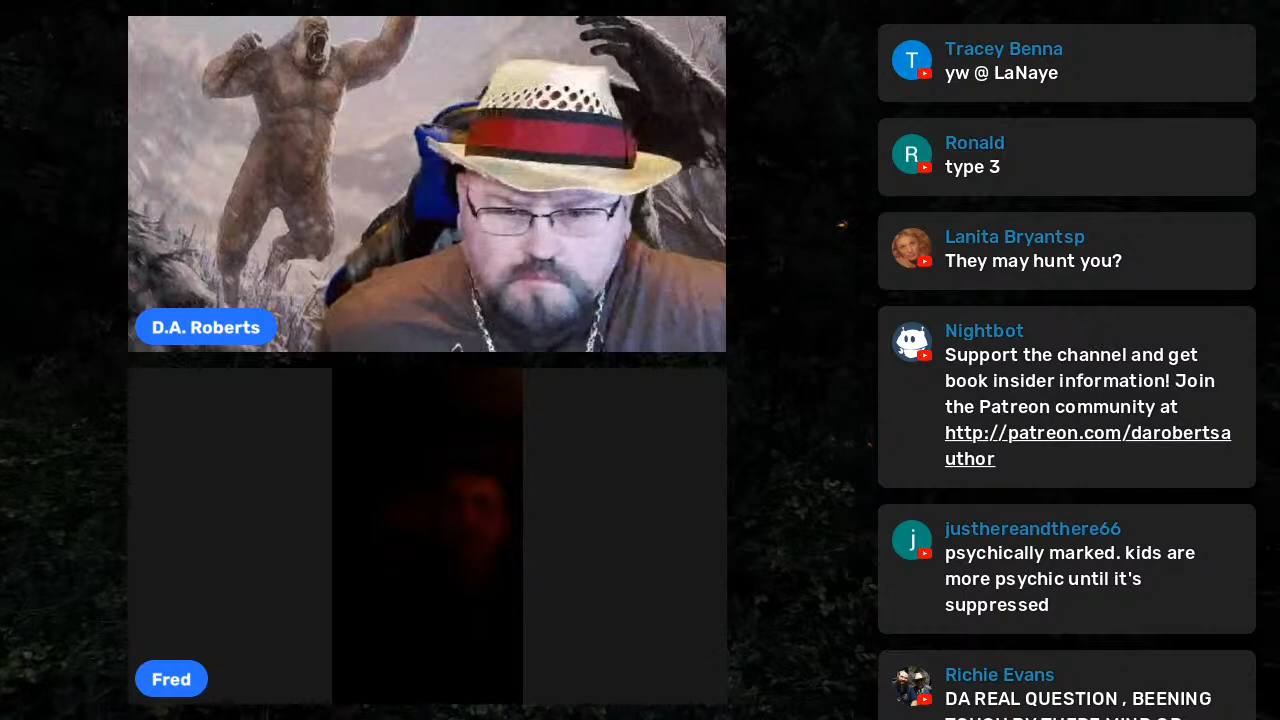 D.A. Roberts
Fred
T
Tracey Benna
yw @ LaNaye
R
Ronald
type 3
Lanita Bryantsp
They may hunt you?
Nightbot
Support the channel and get
book insider information! Join
the Patreon community at
http://patreon.com/darobertsa
uthor
j
justhereandthere66
psychically marked. kids are
more psychic until it's
suppressed
Richie Evans
DA REAL QUESTION , BEENING